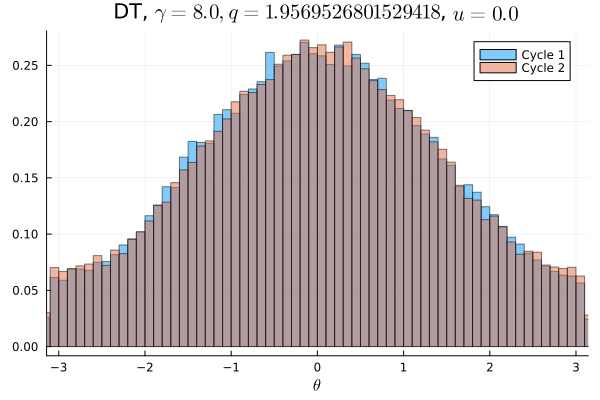 DT, γ = 8.0, q = 1.9569526801529418, u = 0.0
Cycle 1
Cycle 2
0.25
0.20
0.15
0.10
0.05
0.00
−3 −2 −1 0 1 2 3
θ